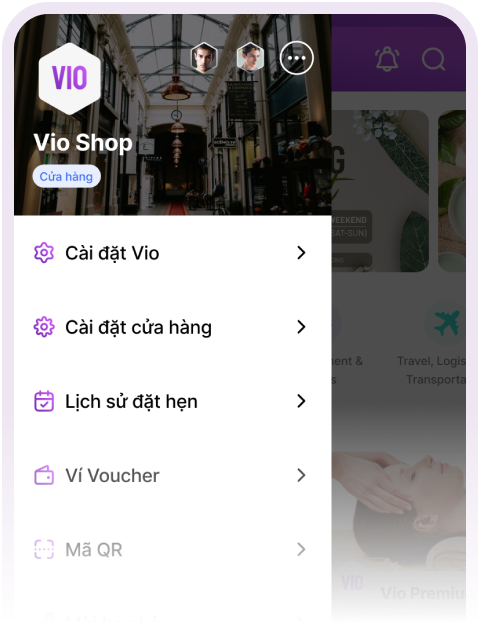 VIO
Vio Shop
Cửa hàng
Cài đặt Vio
Cài đặt cửa hàng
Lịch sử đặt hẹn
Ví Voucher
Mã QR
G
WEEKEND
EAT-SUN)
ment &
s
Travel, Logis
Transporta
VIO
Vio Premiu